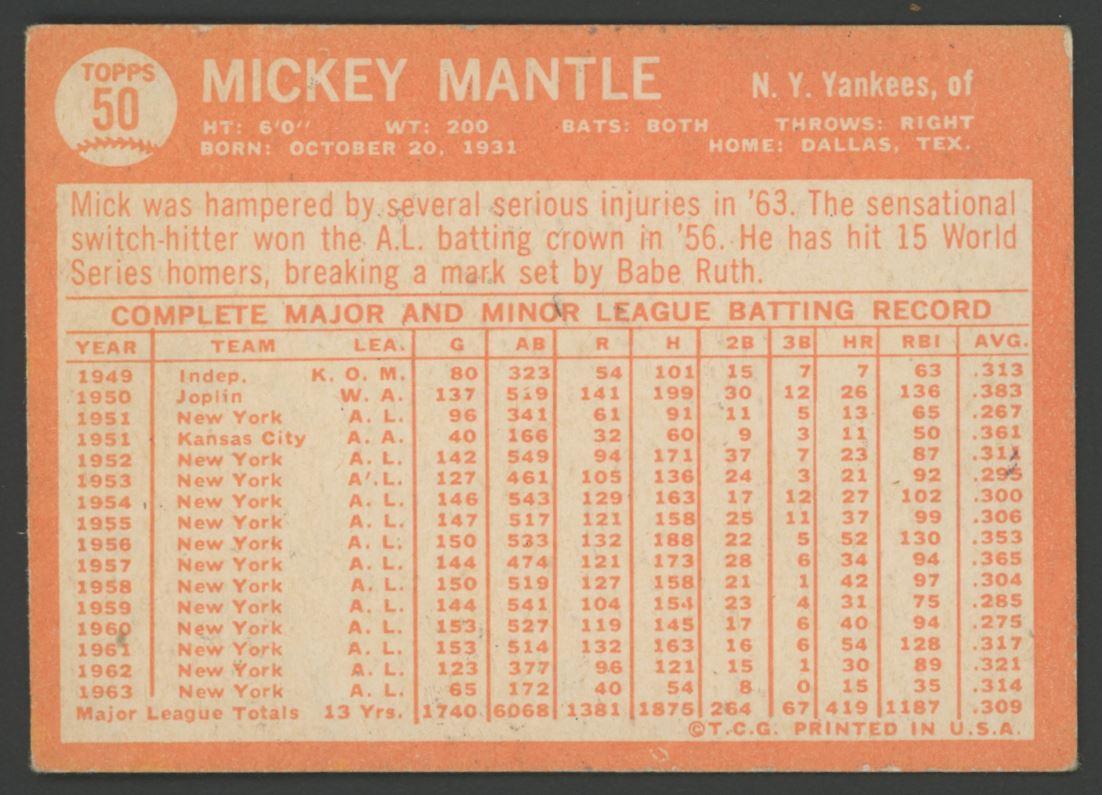 TOPPS
50
MICKEY MANTLE N. Y. Yankees, of
HT: 6'0" WT: 200 BATS: BOTH THROWS: RIGHT
BORN: OCTOBER 20, 1931 HOME: DALLAS, TEX.
Mick was hampered by several serious injuries in '63. The sensational
switch-hitter won the A.L. batting crown in '56. He has hit 15 World
Series homers, breaking a mark set by Babe Ruth.
COMPLETE MAJOR AND MINOR LEAGUE BATTING RECORD
YEAR TEAM LEA. G AB R H 2B 3B HR RBI AVG.
1949 Indep. K. O. M. 80 323 54 101 15 7 7 63 .313
1950 Joplin W. A. 137 519 141 199 30 12 26 136 .383
1951 New York A. L. 96 341 61 91 11 5 13 65 .267
1951 Kansas City A. A. 40 166 32 60 9 3 11 50 .361
1952 New York A. L. 142 549 94 171 37 7 23 87 .311
1953 New York A. L. 127 461 105 136 24 3 21 92 .295
1954 New York A. L. 146 543 129 163 17 12 27 102 .300
1955 New York A. L. 147 517 121 158 25 11 37 99 .306
1956 New York A. L. 150 533 132 188 22 5 52 130 .353
1957 New York A. L. 144 474 121 173 28 6 34 94 .365
1958 New York A. L. 150 519 127 158 21 1 42 97 .304
1959 New York A. L. 144 541 104 154 23 4 31 75 .285
1960 New York A. L. 153 527 119 145 17 6 40 94 .275
1961 New York A. L. 153 514 132 163 16 6 54 128 .317
1962 New York A. L. 123 377 96 121 15 1 30 89 .321
1963 New York A. L. 65 172 40 54 8 0 15 35 .314
Major League Totals 13 Yrs. 1740 6068 1381 1875 264 67 419 1187 .309
©T.C.G. PRINTED IN U.S.A.